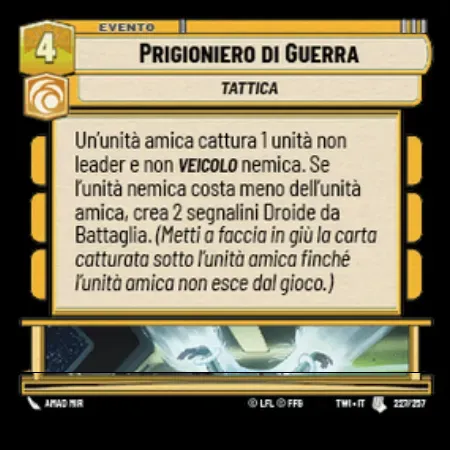 4
EVENTO
PRIGIONIERO DI GUERRA
TATTICA
Un'unità amica cattura 1 unità non
leader e non VEICOLO nemica. Se
l'unità nemica costa meno dell'unità
amica, crea 2 segnalini Droide da
Battaglia. (Metti a faccia in giù la carta
catturata sotto l'unità amica finché
l'unità amica non esce dal gioco.)
AMAD MIR
© LFL © FFG
TWI • IT
227/257